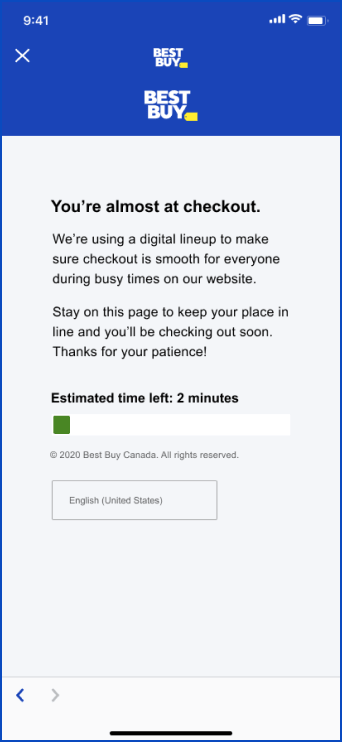 9:41
BEST
BUY
BEST
BUY
You're almost at checkout.
We're using a digital lineup to make
sure checkout is smooth for everyone
during busy times on our website.
Stay on this page to keep your place in
line and you'll be checking out soon.
Thanks for your patience!
Estimated time left: 2 minutes
© 2020 Best Buy Canada. All rights reserved.
English (United States)